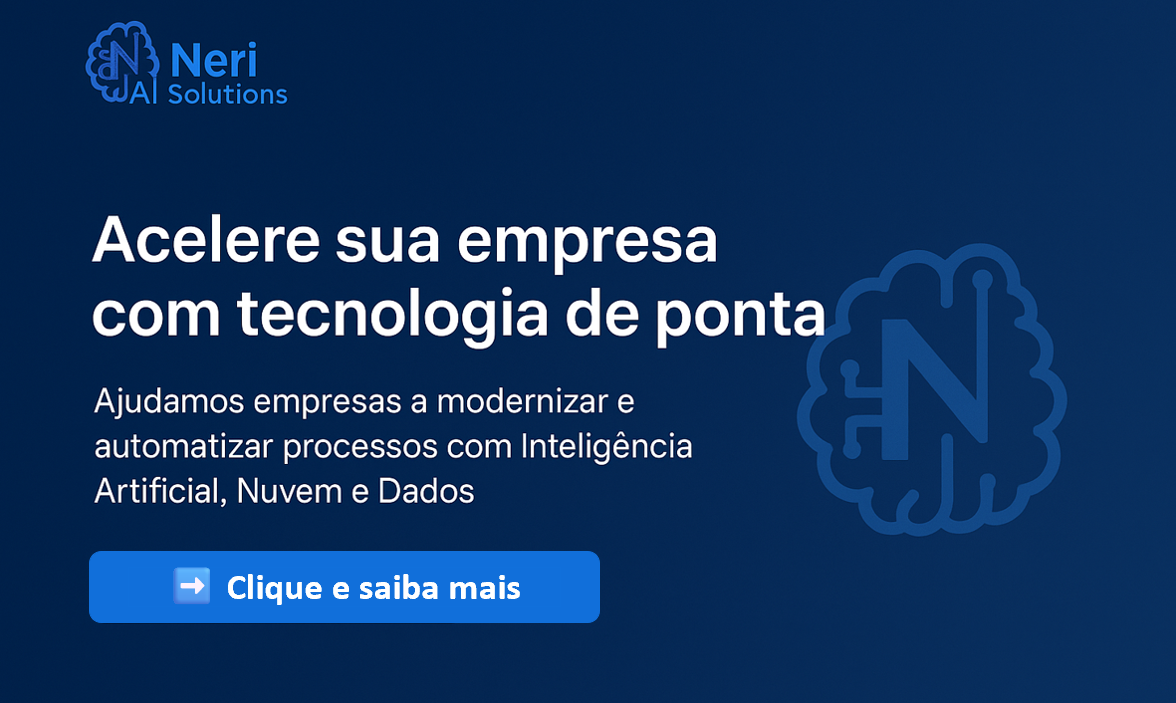 Neri
AI Solutions
Acelere sua empresa
com tecnologia de ponta
Ajudamos empresas a modernizar e
automatizar processos com Inteligência
Artificial, Nuvem e Dados
➡ Clique e saiba mais
N